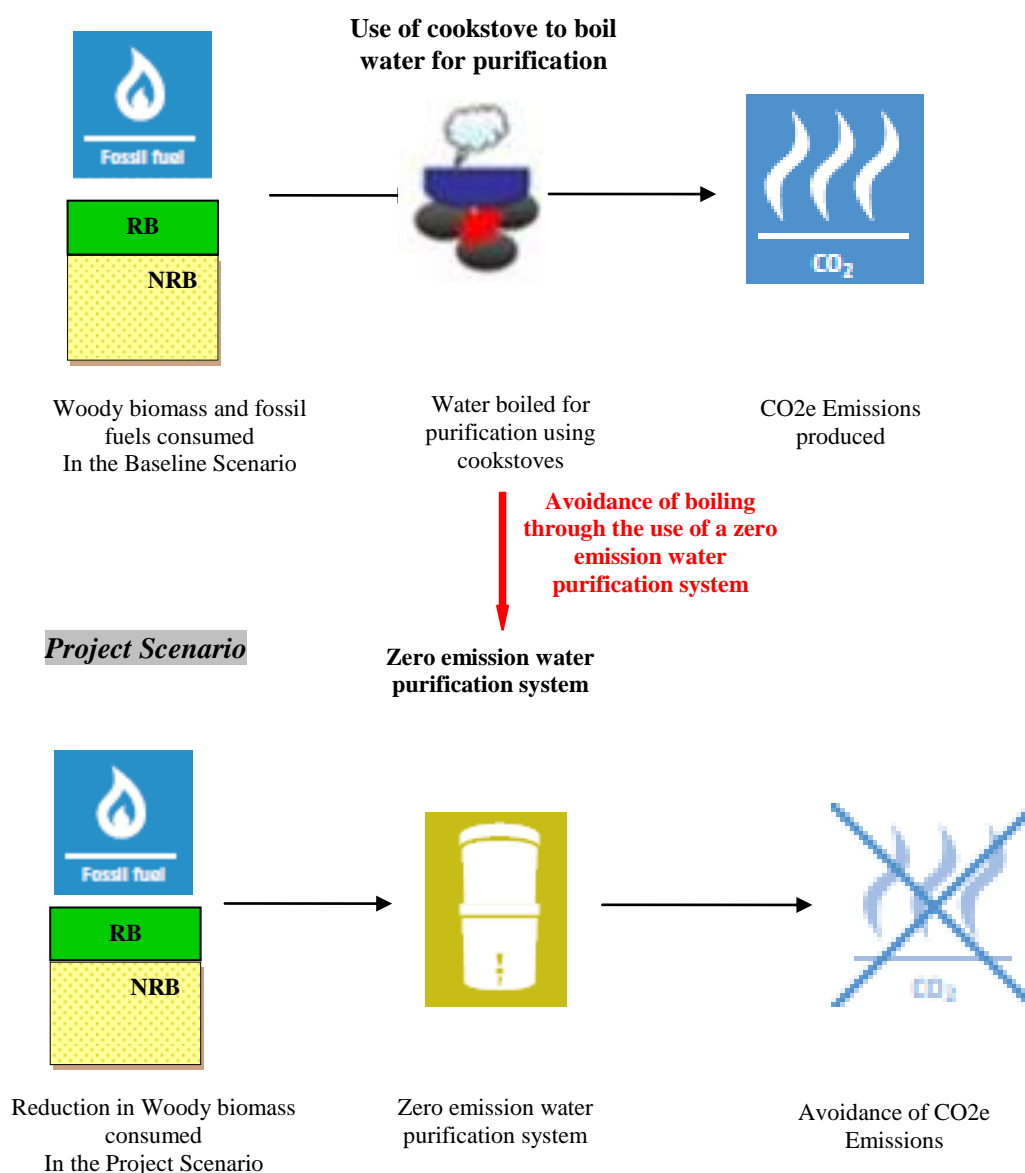 Use of cookstove to boil
water for purification
Fossil fuel
RB
NRB
CO₂
Woody biomass and fossil
fuels consumed
In the Baseline Scenario
Water boiled for
purification using
cookstoves
CO2e Emissions
produced
Avoidance of boiling
through the use of a zero
emission water
purification system
Project Scenario
Zero emission water
purification system
Fossil fuel
RB
NRB
CO₂
Reduction in Woody biomass
consumed
In the Project Scenario
Zero emission water
purification system
Avoidance of CO2e
Emissions